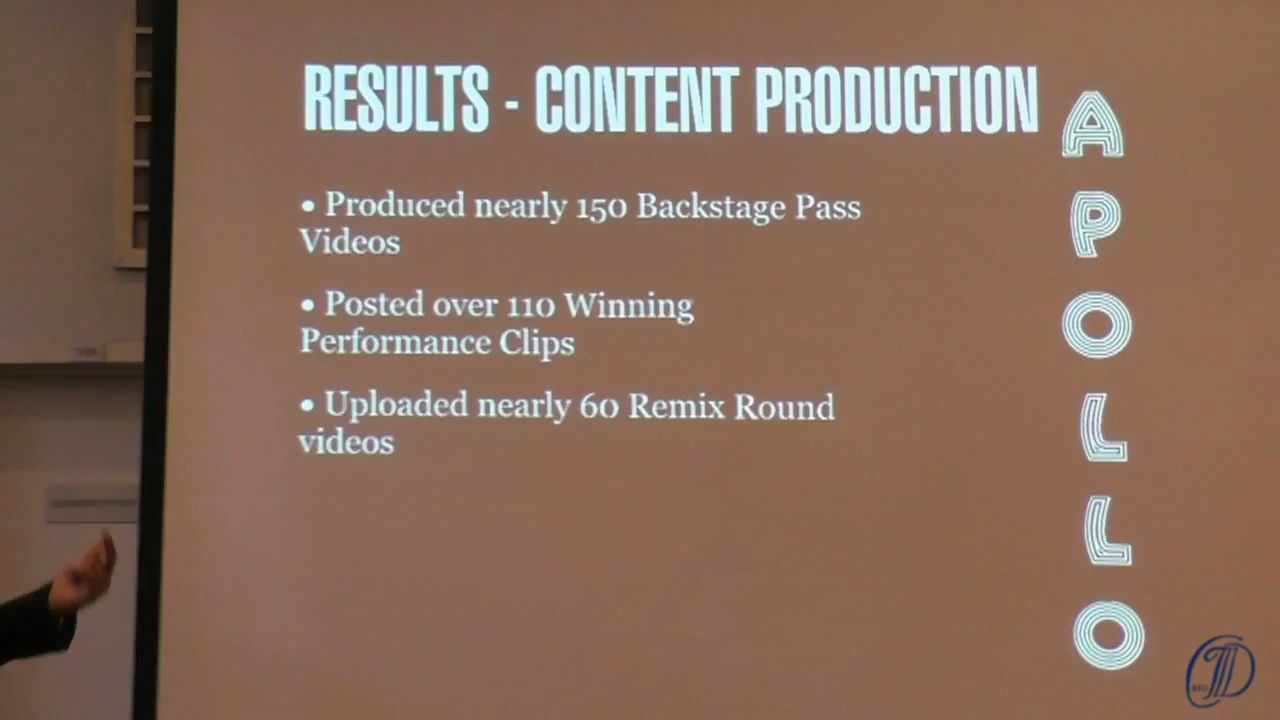 RESULTS - CONTENT PRODUCTION
• Produced nearly 150 Backstage Pass
Videos
• Posted over 110 Winning
Performance Clips
• Uploaded nearly 60 Remix Round
videos
A
P
O
L
L
O